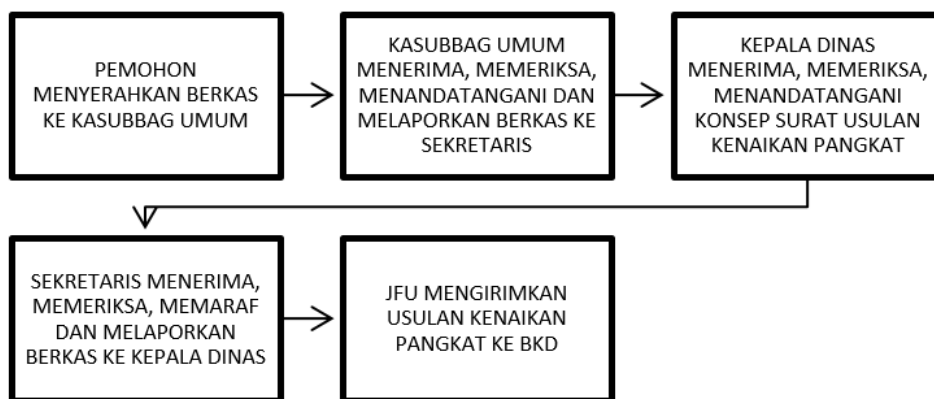 PEMOHON
MENYERAHKAN BERKAS
KE KASUBBAG UMUM
KASUBBAG UMUM
MENERIMA, MEMERIKSA,
MENANDATANGANI DAN
MELAPORKAN BERKAS KE
SEKRETARIS
KEPALA DINAS
MENERIMA, MEMERIKSA,
MENANDATANGANI
KONSEP SURAT USULAN
KENAIKAN PANGKAT
SEKRETARIS MENERIMA,
MEMERIKSA, MEMARAF
DAN MELAPORKAN
BERKAS KE KEPALA DINAS
JFU MENGIRIMKAN
USULAN KENAIKAN
PANGKAT KE BKD